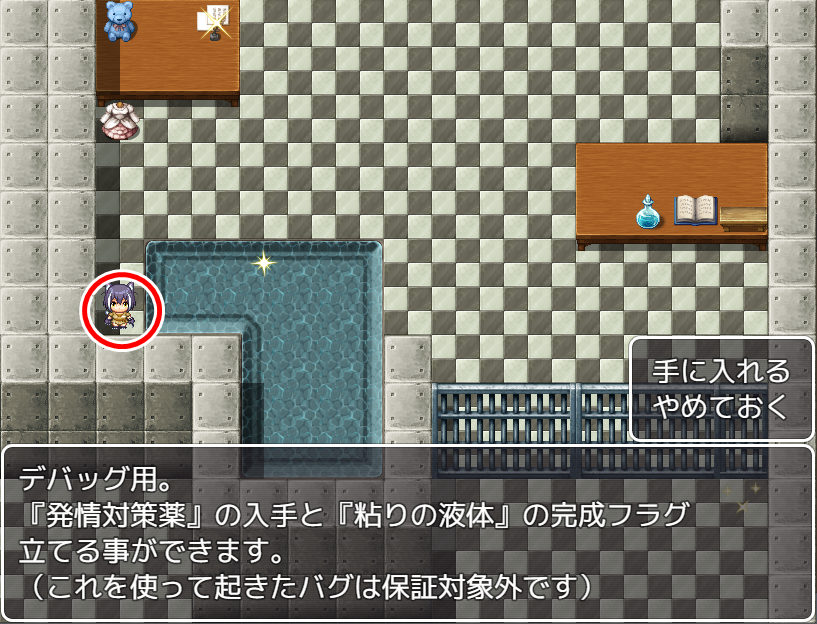 手に入れる
やめておく
デバッグ用。
『発情対策薬』の入手と『粘りの液体』の完成フラグ
立てる事ができます。
（これを使って起きたバグは保証対象外です）